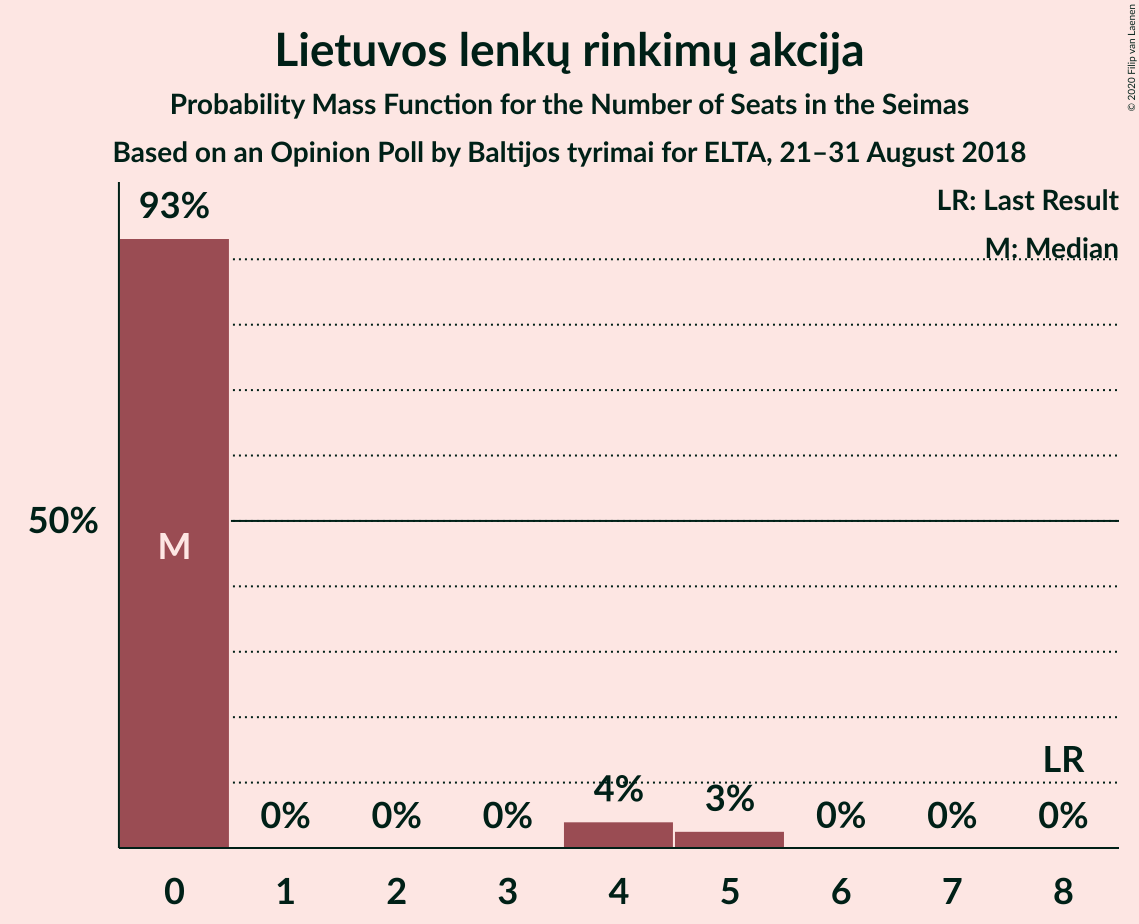 Lietuvos lenkų rinkimų akcija
Probability Mass Function for the Number of Seats in the Seimas
Based on an Opinion Poll by Baltijos tyrimai for ELTA, 21–31 August 2018
© 2020 Filip van Laenen
LR: Last Result
M: Median
93%
50%
M
LR
0% 0% 0% 4% 3% 0% 0% 0%
0 1 2 3 4 5 6 7 8